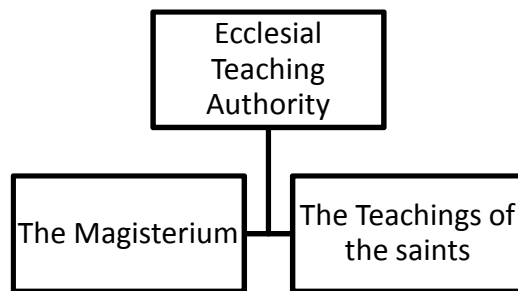 Ecclesial
Teaching
Authority
The Magisterium
The Teachings of
the saints